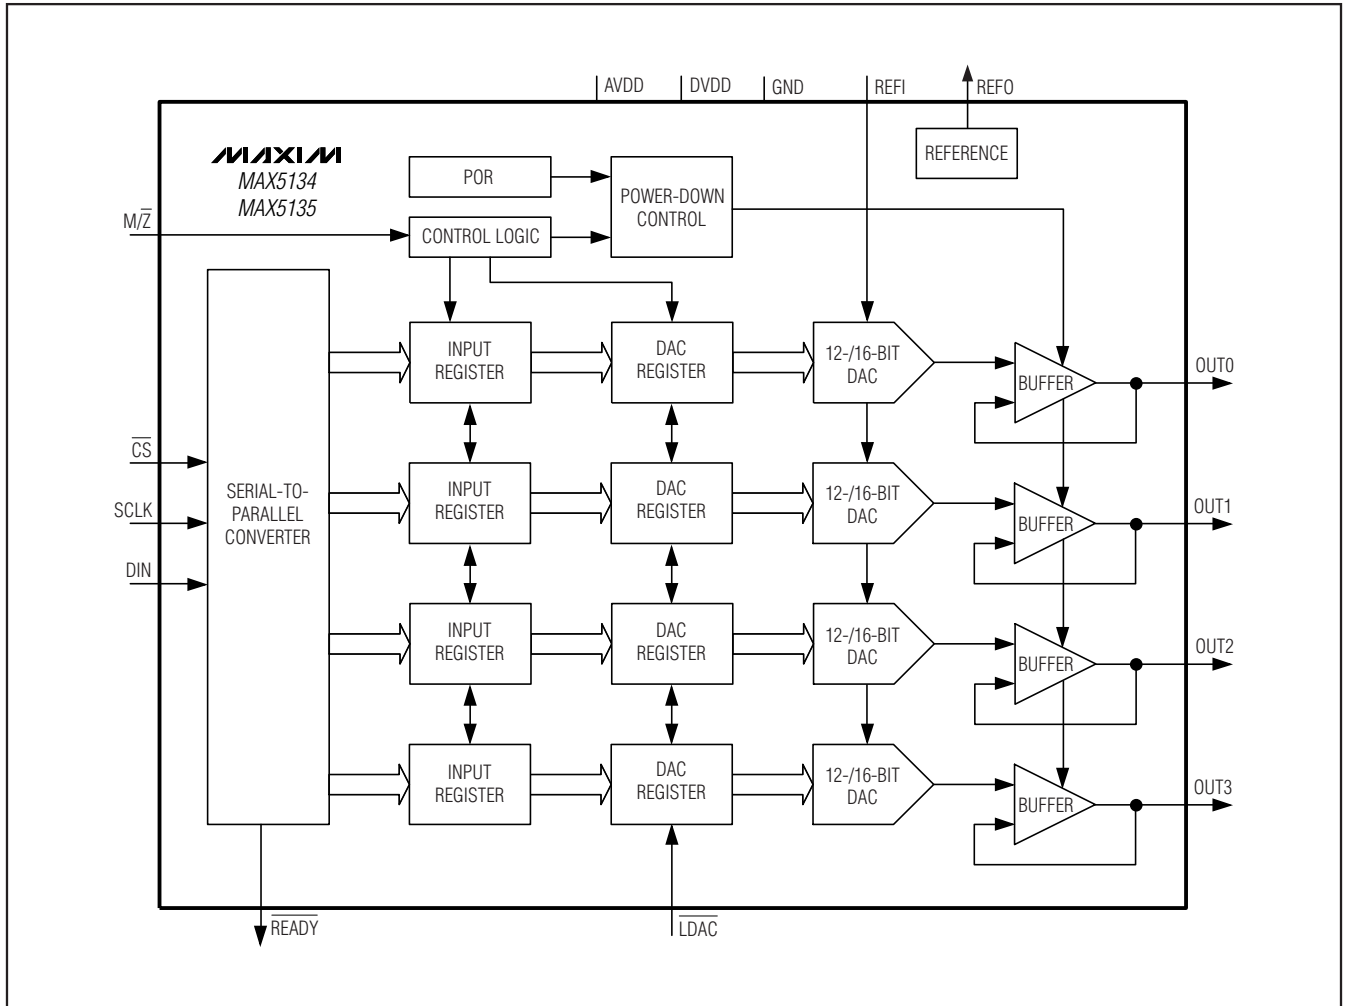 AVDD
DVDD
GND
REFI
REFO
REFERENCE
MAXIM
MAX5134
MAX5135
POR
POWER-DOWN
CONTROL
M/Z̅
CONTROL LOGIC
INPUT
REGISTER
DAC
REGISTER
12-/16-BIT
DAC
BUFFER
OUT0
C̅S̅
SCLK
DIN
SERIAL-TO-
PARALLEL
CONVERTER
INPUT
REGISTER
DAC
REGISTER
12-/16-BIT
DAC
BUFFER
OUT1
INPUT
REGISTER
DAC
REGISTER
12-/16-BIT
DAC
BUFFER
OUT2
INPUT
REGISTER
DAC
REGISTER
12-/16-BIT
DAC
BUFFER
OUT3
R̅E̅A̅D̅Y̅
L̅D̅A̅C̅